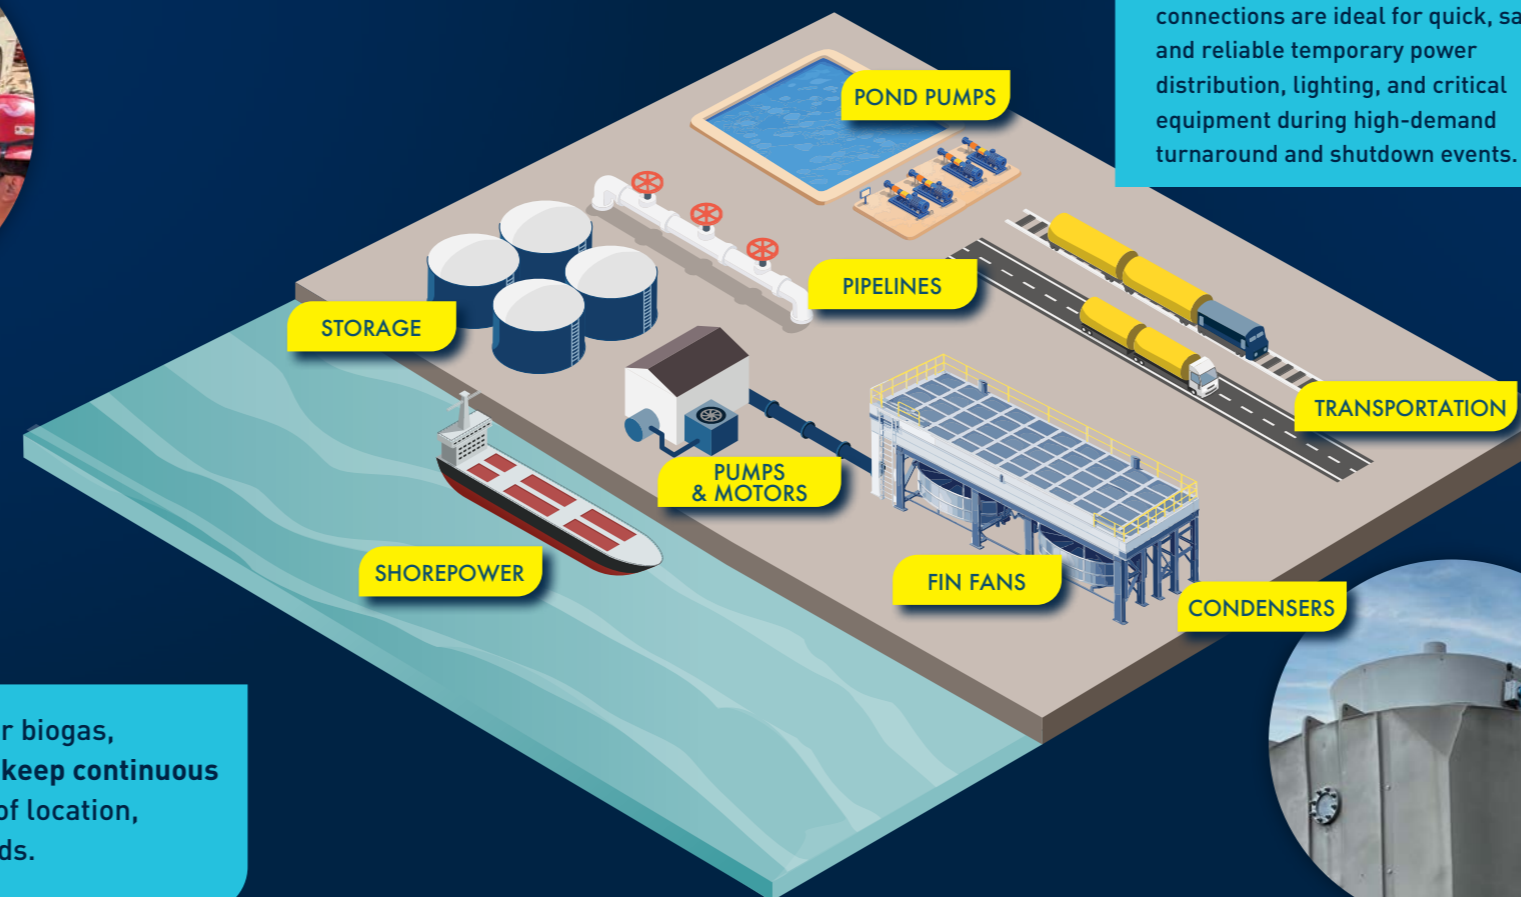 connections are ideal for quick, sa
and reliable temporary power
distribution, lighting, and critical
equipment during high-demand
turnaround and shutdown events.
POND PUMPS
PIPELINES
STORAGE
TRANSPORTATION
PUMPS
& MOTORS
SHOREPOWER
FIN FANS
CONDENSERS
r biogas,
keep continuous
of location,
ds.